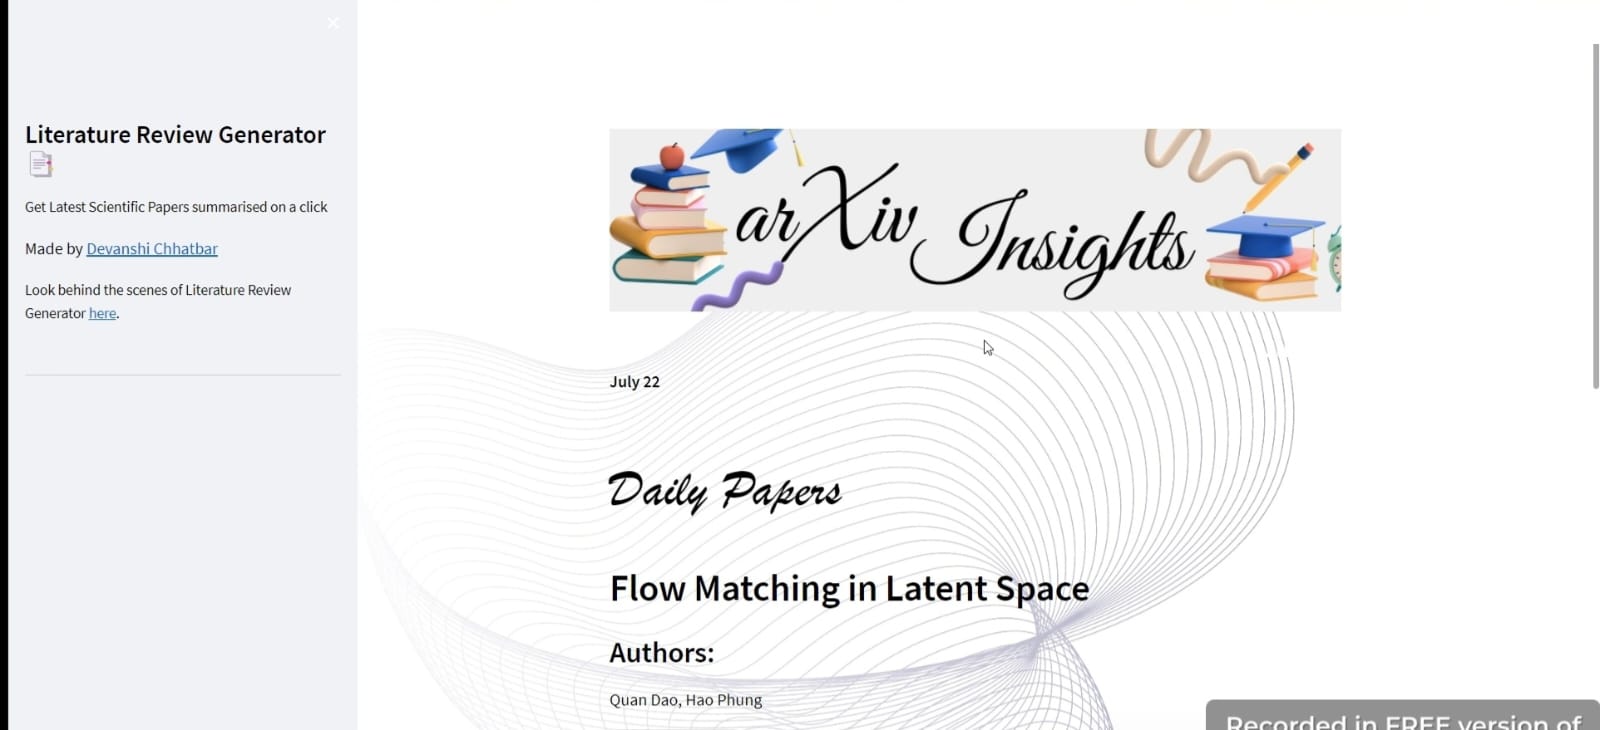 Literature Review Generator
Get Latest Scientific Papers summarised on a click
Made by Devanshi Chhatbar
Look behind the scenes of Literature Review
Generator here.
arXiv Insights
July 22
Daily Papers
Flow Matching in Latent Space
Authors:
Quan Dao, Hao Phung
Recorded in FREE version of